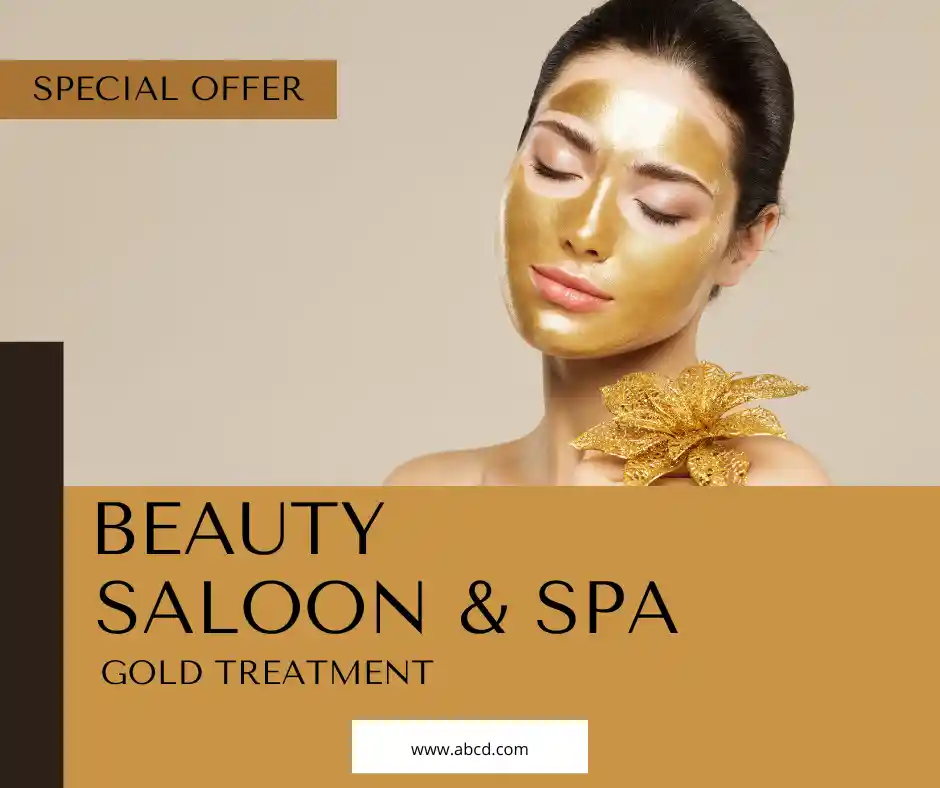 SPECIAL OFFER
BEAUTY
SALOON & SPA
GOLD TREATMENT
www.abcd.com